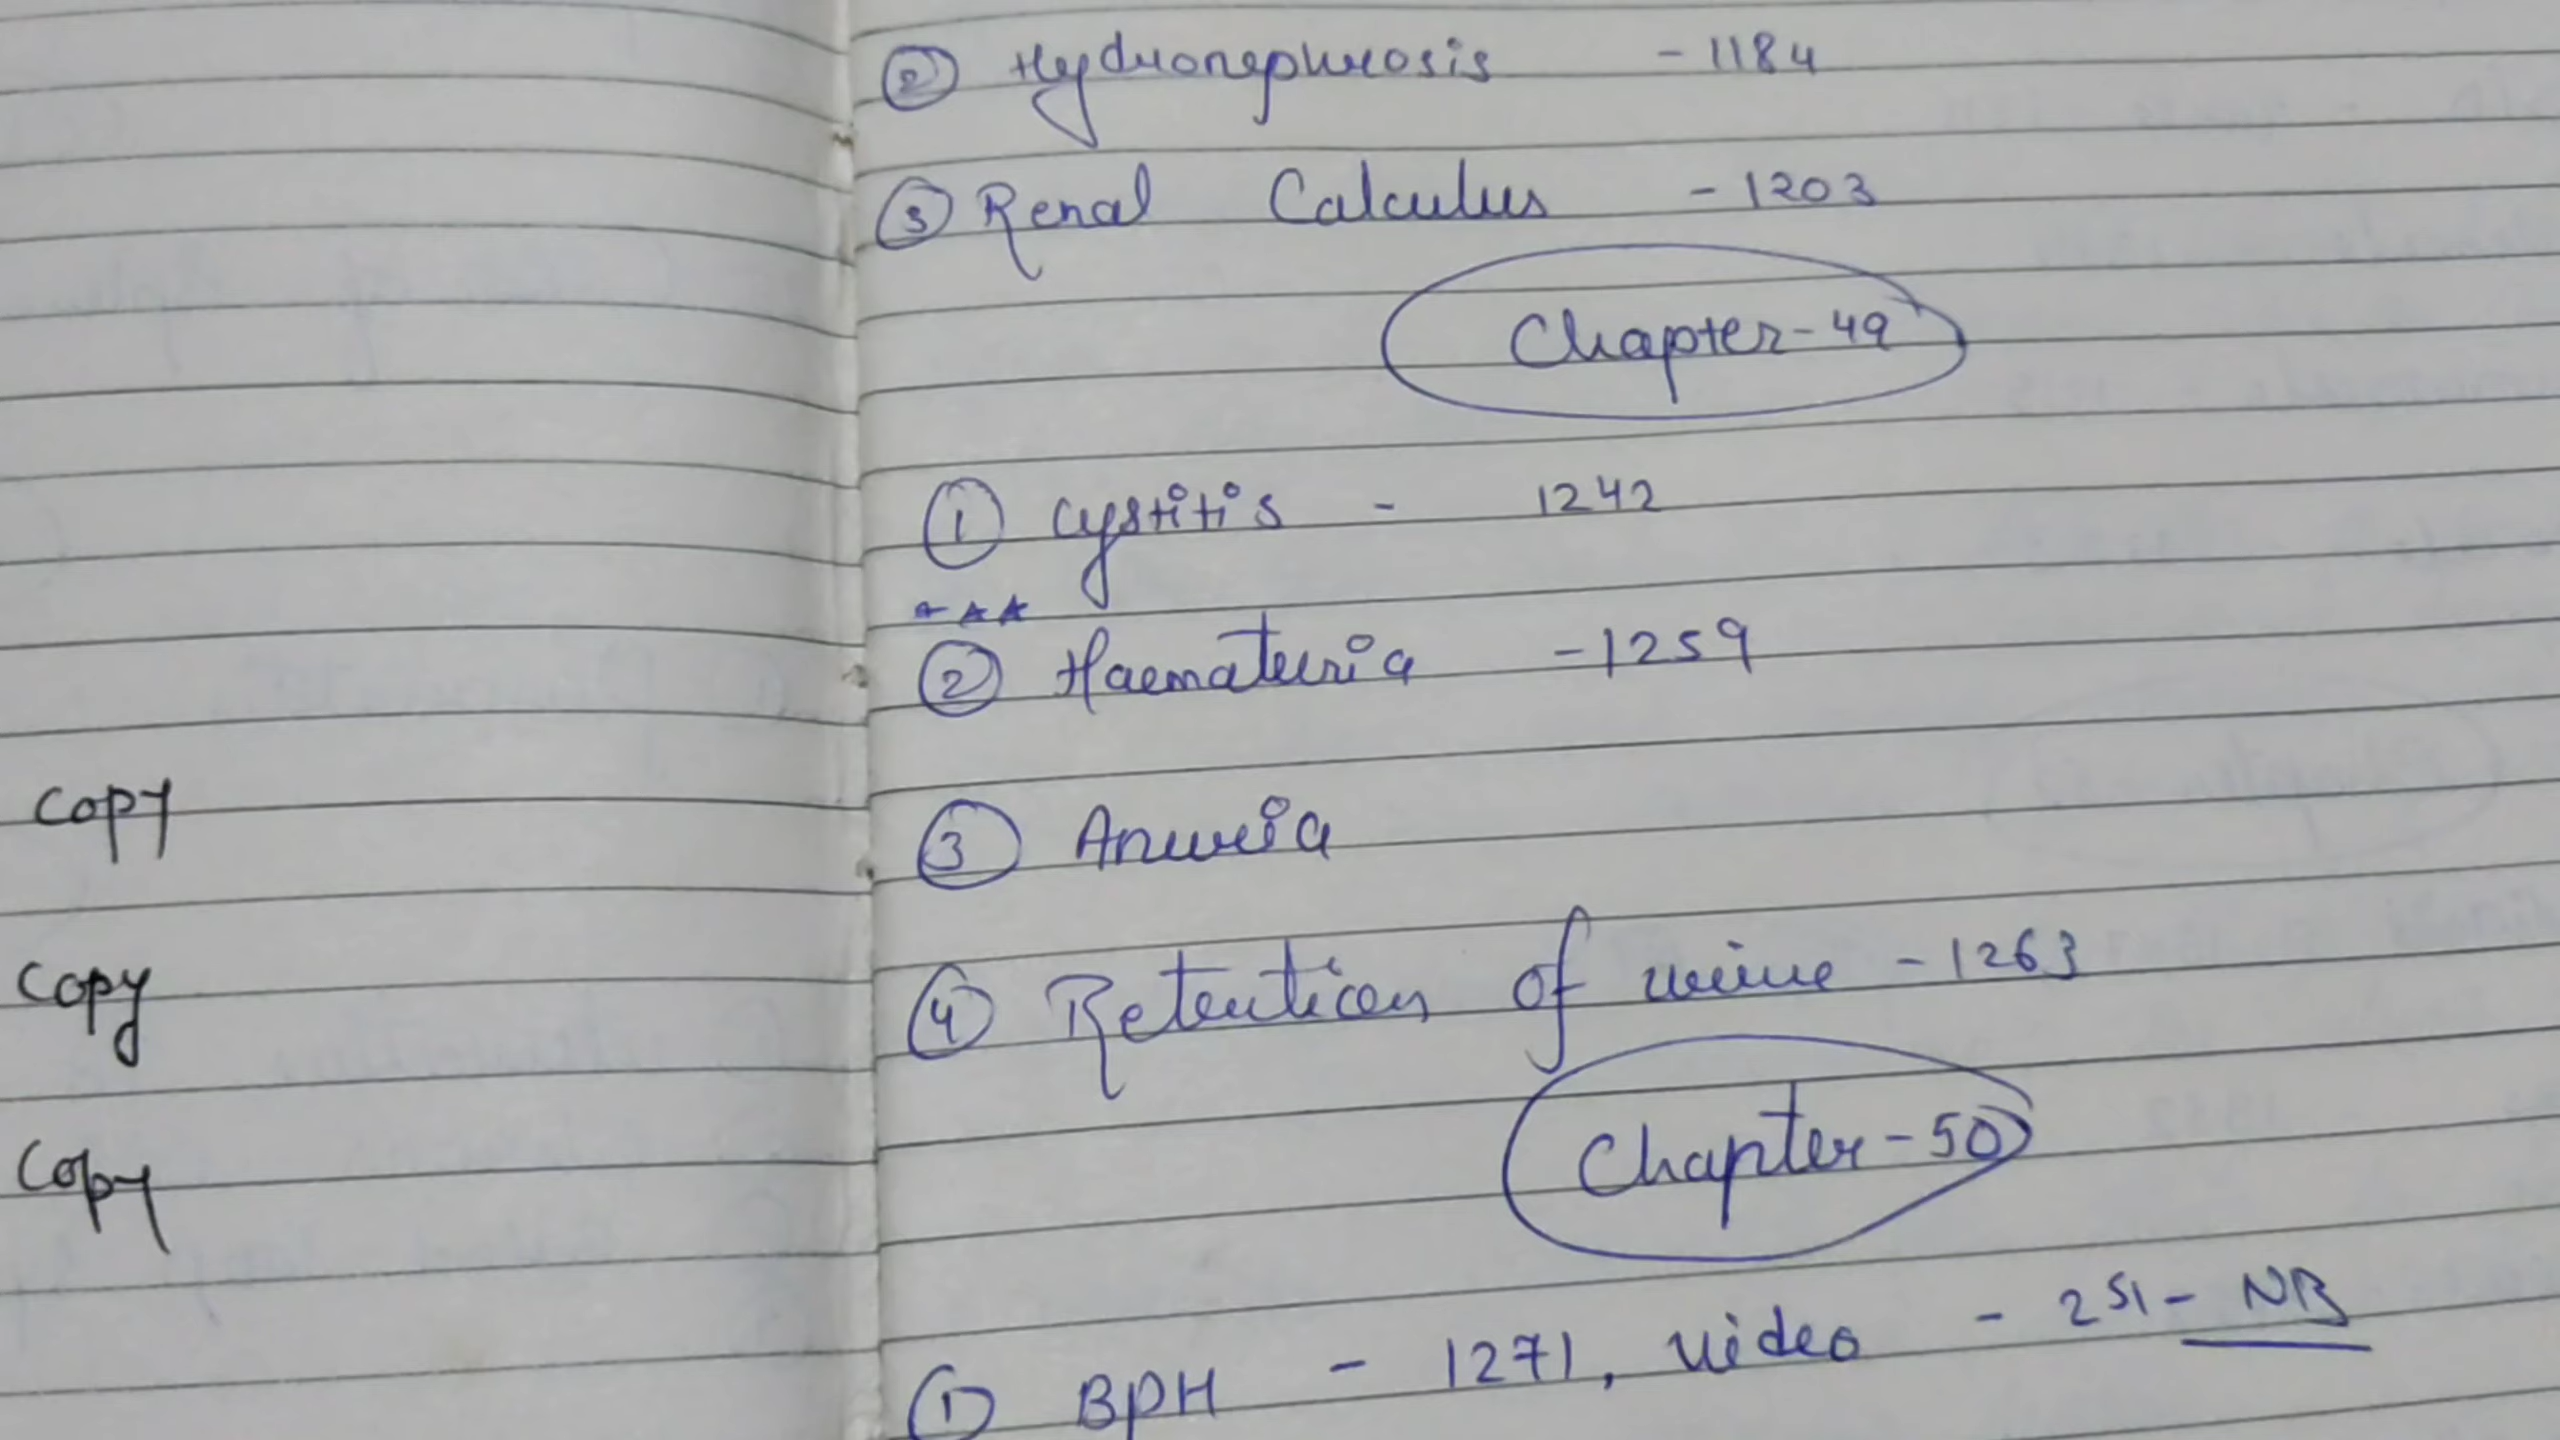 ② Hydronephrosis - 1184
③ Renal Calculus - 1203
Chapter-49
① Cystitis - 1242
***
② Haematuria - 1259
Copy
③ Anuria
Copy
④ Retention of urine - 1263
Copy
Chapter-50
① BPH - 1271, video - 251 - NB